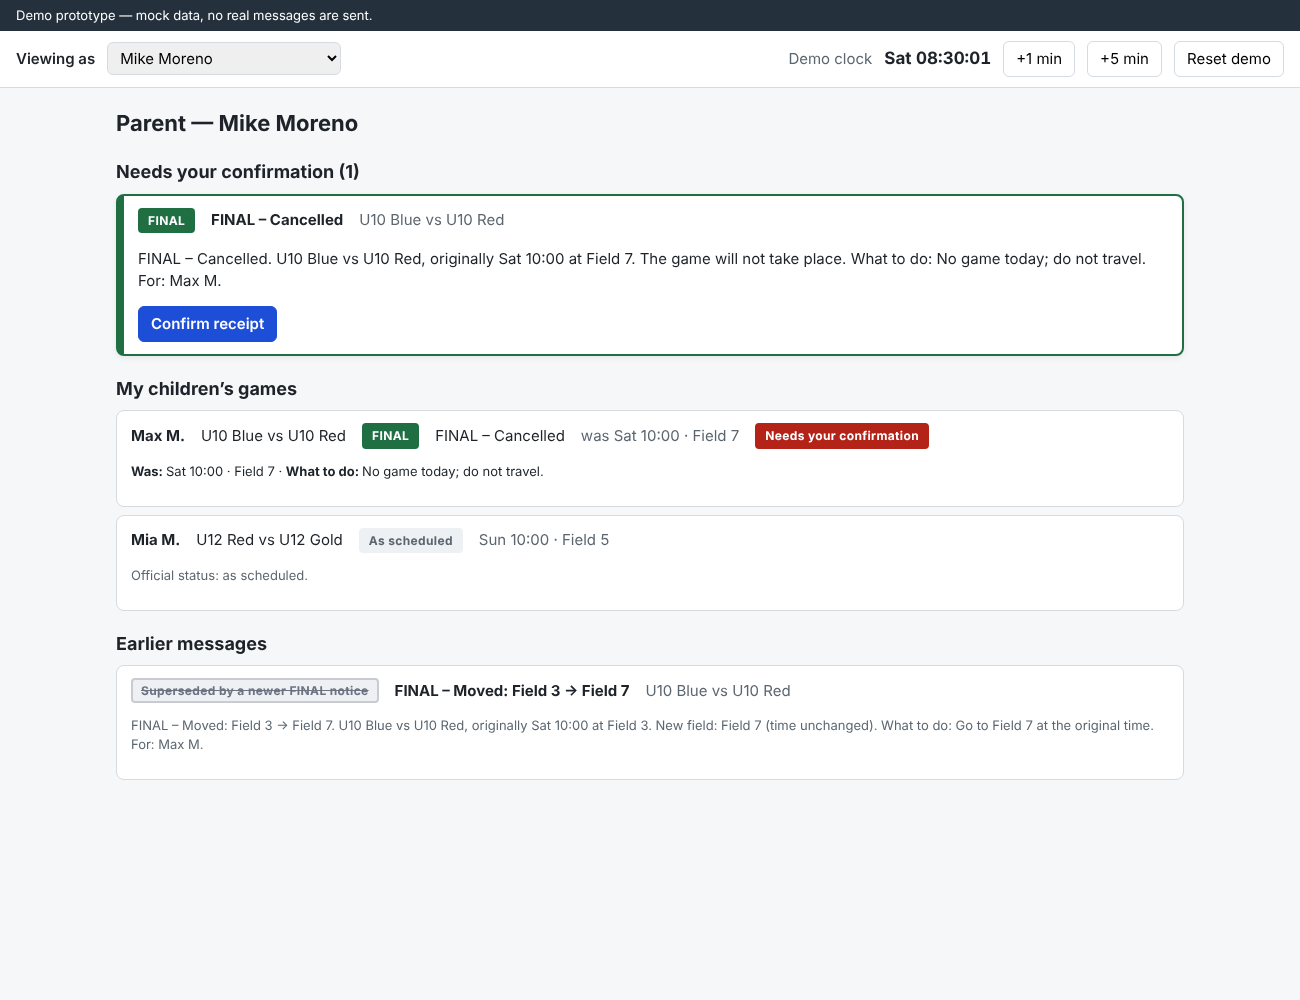 Demo prototype — mock data, no real messages are sent.
Viewing as Mike Moreno Demo clock Sat 08:30:01 +1 min +5 min Reset demo
Parent — Mike Moreno
Needs your confirmation (1)
FINAL FINAL – Cancelled U10 Blue vs U10 Red
FINAL – Cancelled. U10 Blue vs U10 Red, originally Sat 10:00 at Field 7. The game will not take place. What to do: No game today; do not travel.
For: Max M.
Confirm receipt
My children’s games
Max M. U10 Blue vs U10 Red FINAL FINAL – Cancelled was Sat 10:00 · Field 7 Needs your confirmation
Was: Sat 10:00 · Field 7 · What to do: No game today; do not travel.
Mia M. U12 Red vs U12 Gold As scheduled Sun 10:00 · Field 5
Official status: as scheduled.
Earlier messages
Superseded by a newer FINAL notice FINAL – Moved: Field 3 → Field 7 U10 Blue vs U10 Red
FINAL – Moved: Field 3 → Field 7. U10 Blue vs U10 Red, originally Sat 10:00 at Field 3. New field: Field 7 (time unchanged). What to do: Go to Field 7 at the original time.
For: Max M.